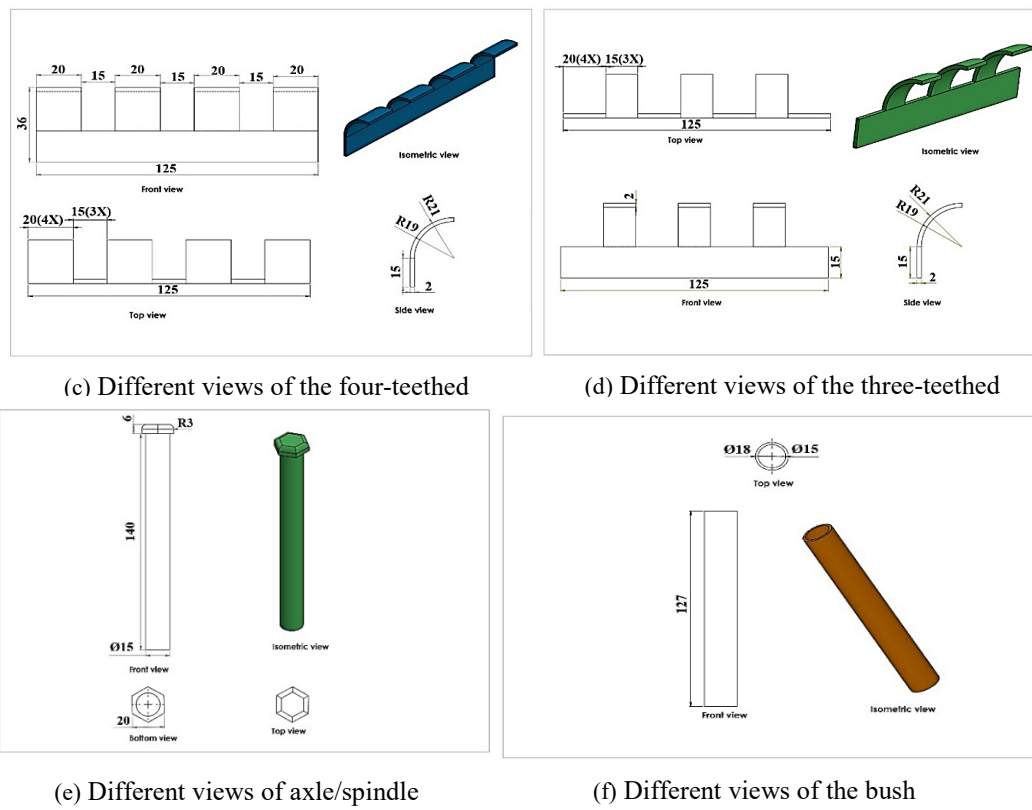 20 20 20 20
15 15 15
36
125
Front view
Isometric view
20(4X) 15(3X)
125
Top view
R21
R19
15
2
Side view
(c) Different views of the four-teethed
20(4X) 15(3X)
125
Top view
Isometric view
2
15
125
Front view
R21
R19
15
2
Side view
(d) Different views of the three-teethed
6
R3
140
Ø15
Front view
Isometric view
20
Bottom view
Top view
(e) Different views of axle/spindle
Ø18 Ø15
Top view
127
Front view
Isometric view
(f) Different views of the bush